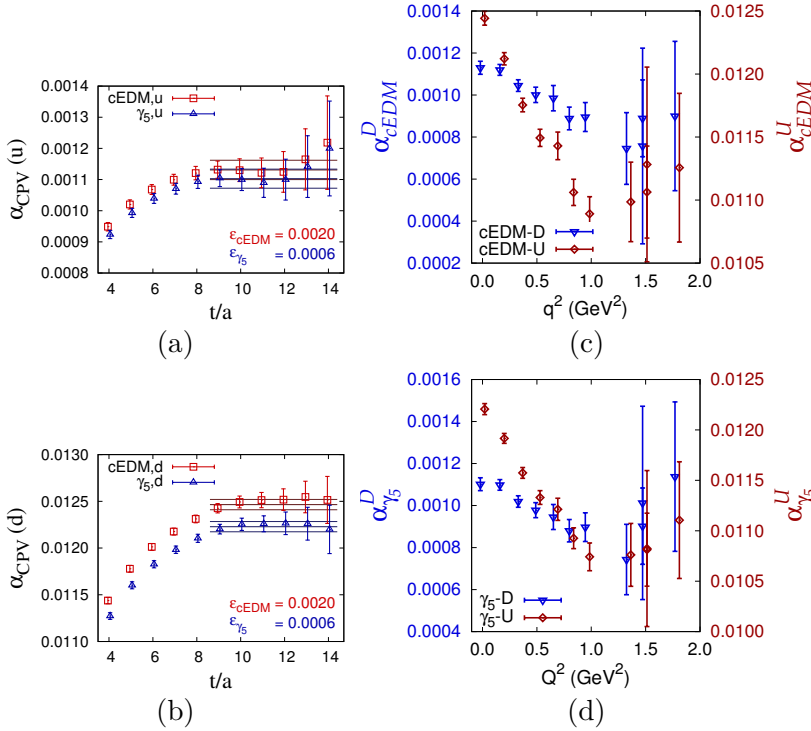 0.0014
0.0013
0.0012
0.0011
0.0010
0.0009
0.0008
α_CPV (u)
cEDM,u
γ₅,u
ε_cEDM = 0.0020
ε_γ₅ = 0.0006
4 6 8 10 12 14
t/a
(a)
0.0014
0.0012
0.0010
0.0008
0.0006
0.0004
0.0002
α^D_cEDM
cEDM-D
cEDM-U
0.0125
0.0120
0.0115
0.0110
0.0105
α^U_cEDM
0.0 0.5 1.0 1.5 2.0
q² (GeV²)
(c)
0.0130
0.0125
0.0120
0.0115
0.0110
α_CPV (d)
cEDM,d
γ₅,d
ε_cEDM = 0.0020
ε_γ₅ = 0.0006
4 6 8 10 12 14
t/a
(b)
0.0016
0.0014
0.0012
0.0010
0.0008
0.0006
0.0004
α^D_γ₅
γ₅-D
γ₅-U
0.0125
0.0120
0.0115
0.0110
0.0105
0.0100
α^U_γ₅
0.0 0.5 1.0 1.5 2.0
Q² (GeV²)
(d)